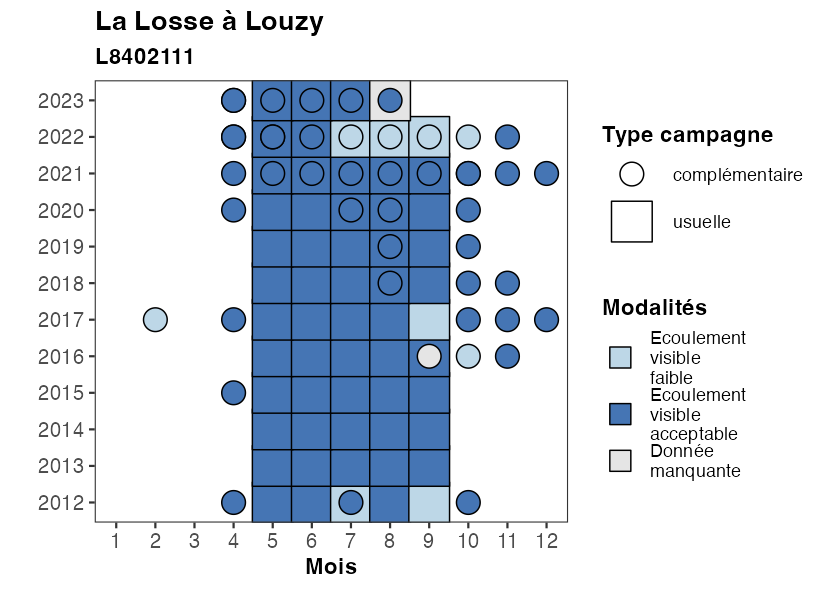 La Losse à Louzy
L8402111
2023
2022
2021
2020
2019
2018
2017
2016
2015
2014
2013
2012
1 2 3 4 5 6 7 8 9 10 11 12
Mois
Type campagne
complémentaire
usuelle
Modalités
Ecoulement
visible
faible
Ecoulement
visible
acceptable
Donnée
manquante